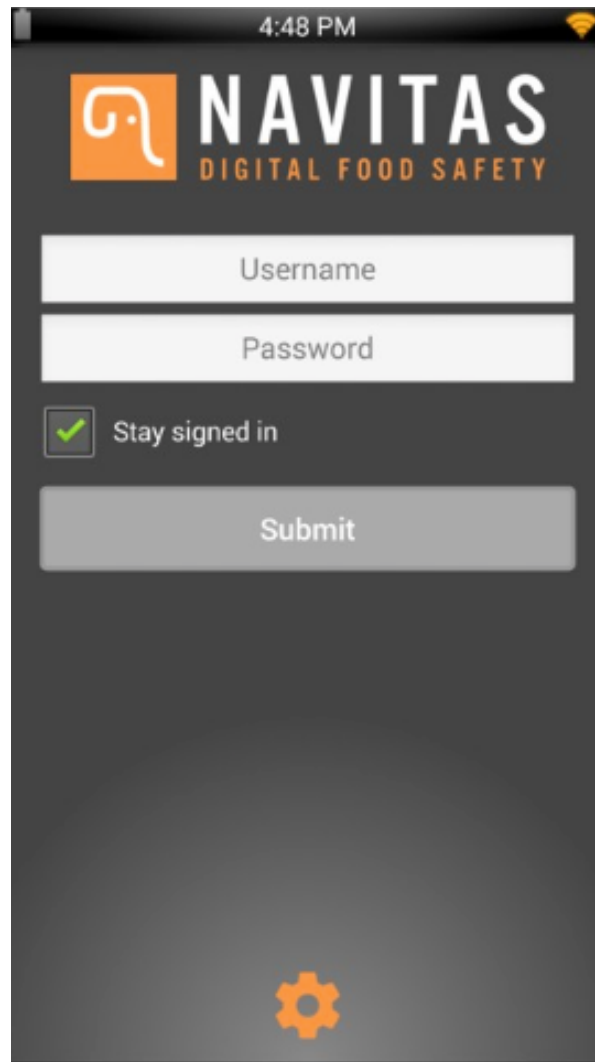 4:48 PM
NAVITAS
DIGITAL FOOD SAFETY
Username
Password
Stay signed in
Submit